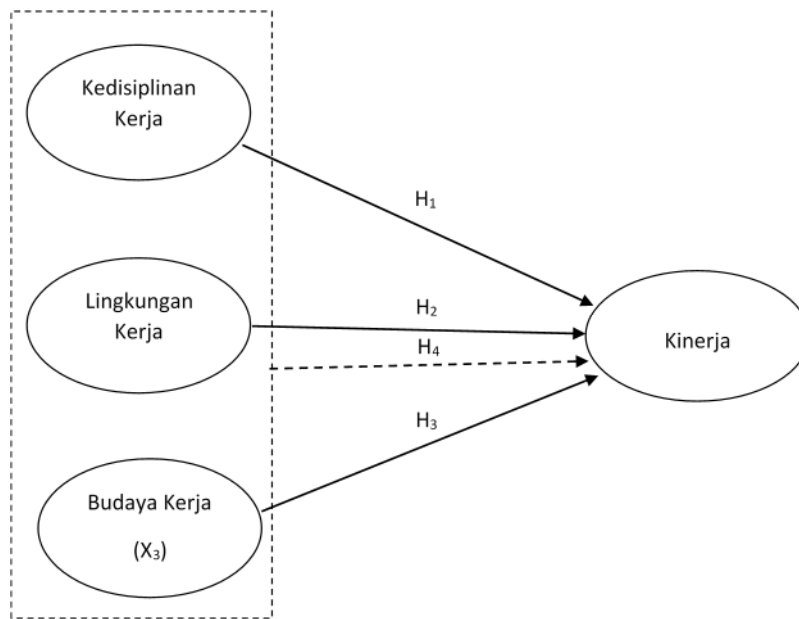 Kedisiplinan
Kerja
H₁
Lingkungan
Kerja
H₂
H₄
Kinerja
H₃
Budaya Kerja
(X₃)